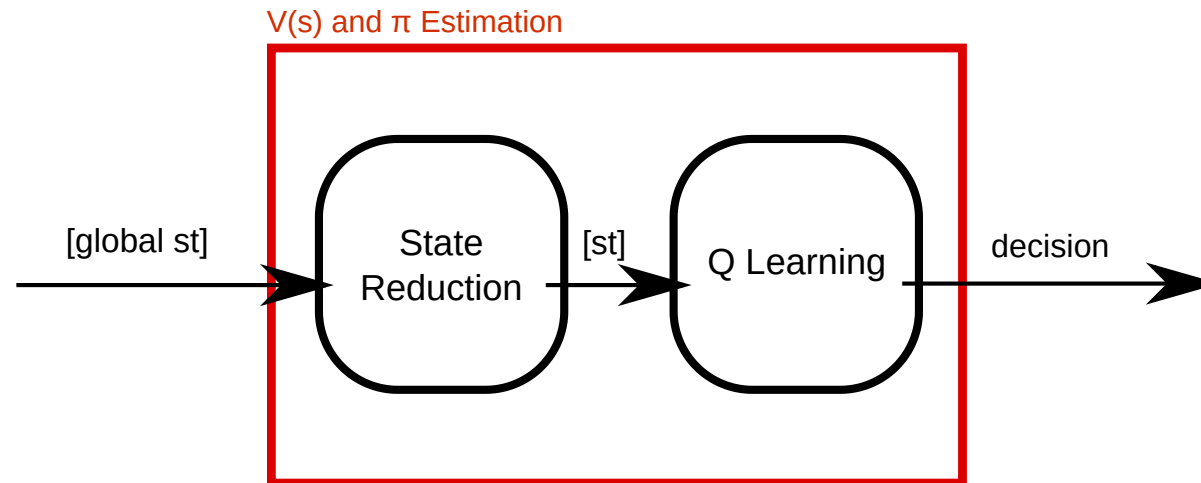 V(s) and π Estimation
[global st]
State
Reduction
[st]
Q Learning
decision